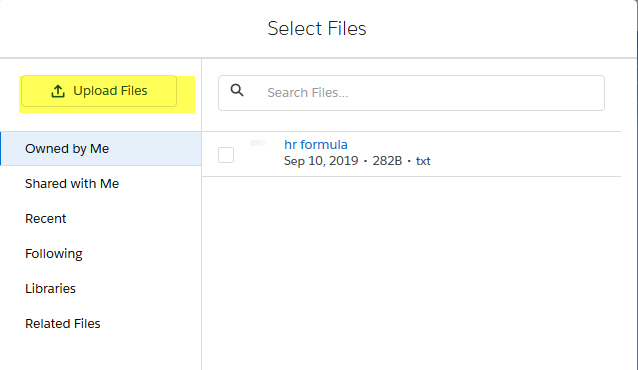 Select Files
Upload Files
Search Files...
Owned by Me
Shared with Me
Recent
Following
Libraries
Related Files
hr formula
Sep 10, 2019 • 282B • txt